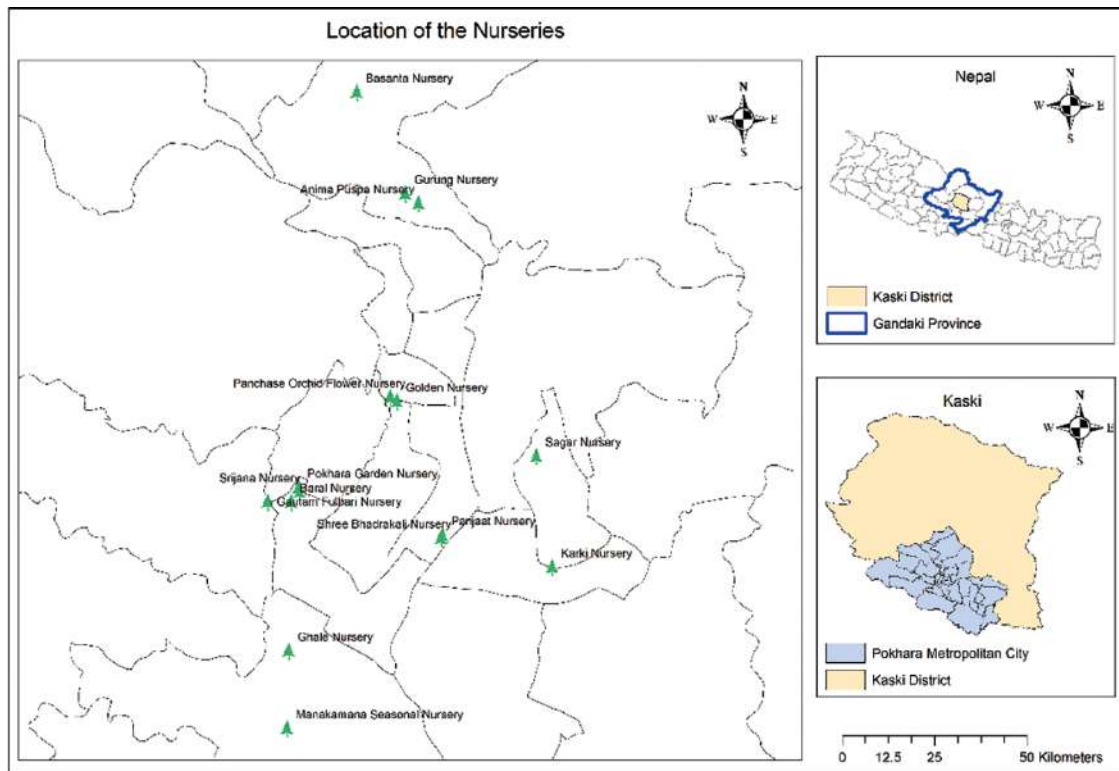 Location of the Nurseries
Basanta Nursery
N
W E
S
Gurung Nursery
Anima Puspa Nursery
Panchase Orchid Flower Nursery
Golden Nursery
Sagar Nursery
Pokhara Garden Nursery
Srijana Nursery
Baral Nursery
Gautam Fulbari Nursery
Shree Bhadrakali Nursery
Parijaat Nursery
Karki Nursery
Ghale Nursery
Manakamana Seasonal Nursery
Nepal
N
W E
S
Kaski District
Gandaki Province
Kaski
N
W E
S
Pokhara Metropolitan City
Kaski District
0 12.5 25 50 Kilometers